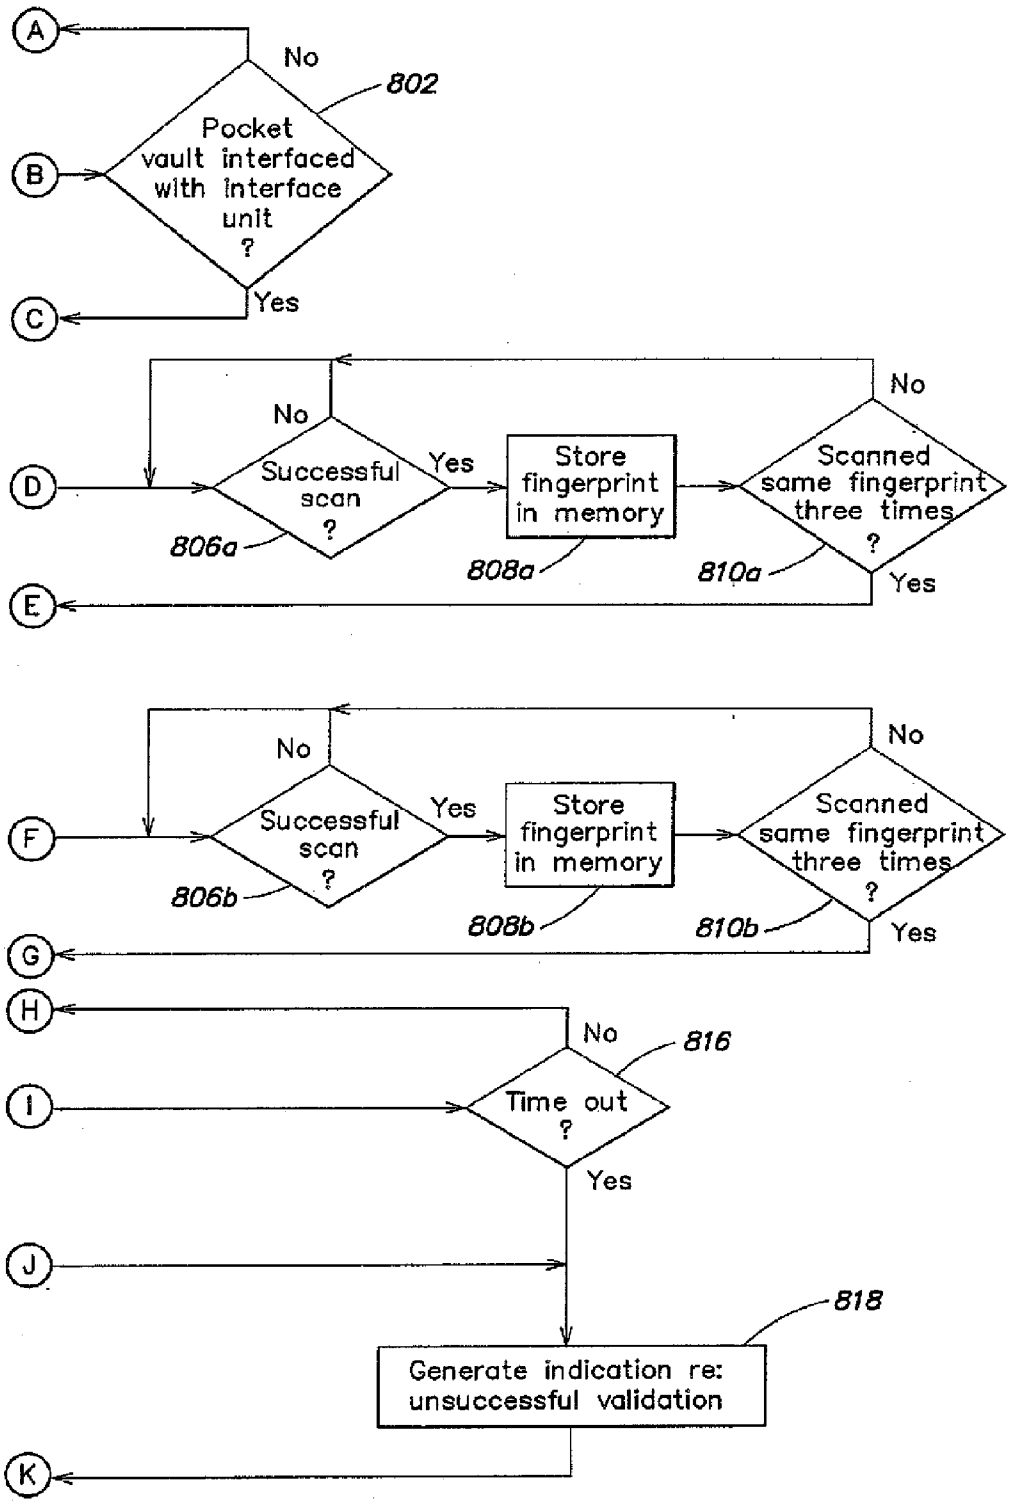 A
No
802
Pocket
vault interfaced
with interface
unit
?
B
Yes
C
No
No
Successful
scan
?
Yes
Store
fingerprint
in memory
Scanned
same fingerprint
three times
?
D
806a
808a
810a
Yes
E
No
No
Successful
scan
?
Yes
Store
fingerprint
in memory
Scanned
same fingerprint
three times
?
F
806b
808b
810b
Yes
G
H
No
816
I
Time out
?
Yes
J
818
Generate indication re:
unsuccessful validation
K